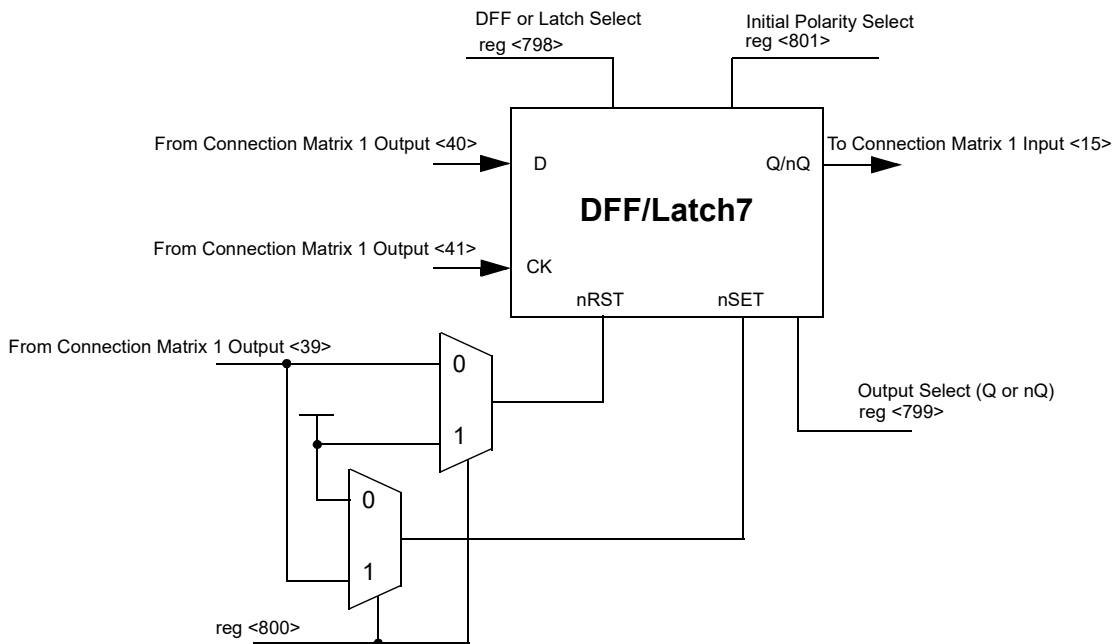 DFF or Latch Select
reg <798>
Initial Polarity Select
reg <801>
From Connection Matrix 1 Output <40>
D
Q/nQ
To Connection Matrix 1 Input <15>
DFF/Latch7
From Connection Matrix 1 Output <41>
CK
nRST
nSET
From Connection Matrix 1 Output <39>
0
1
Output Select (Q or nQ)
reg <799>
0
1
reg <800>